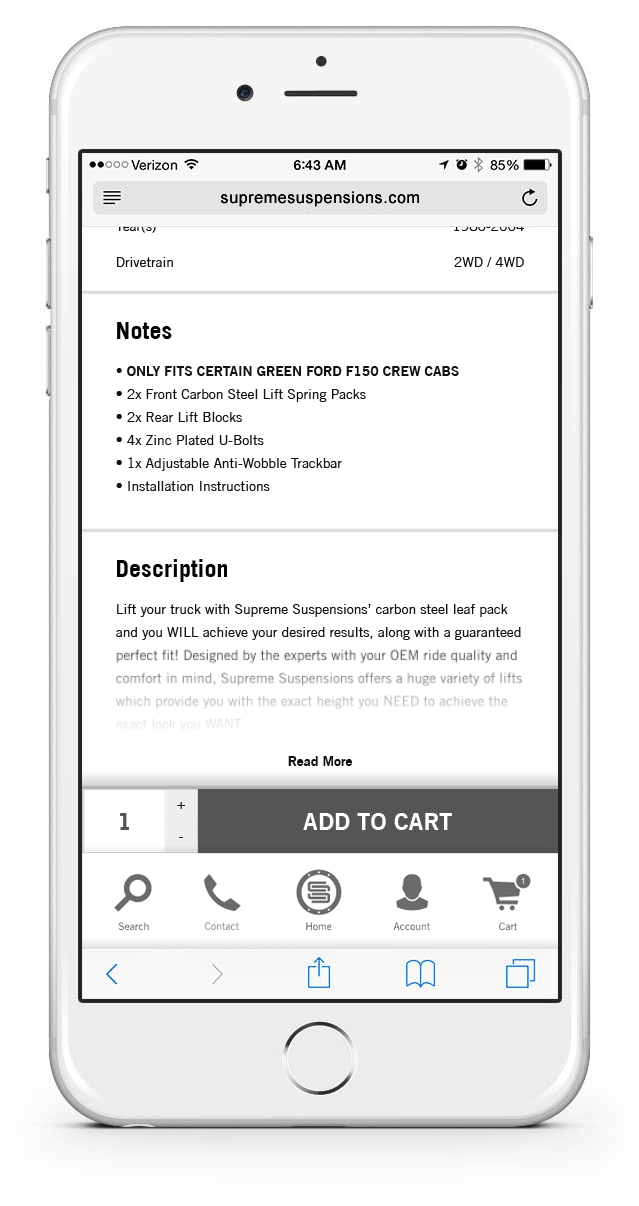 Verizon 6:43 AM 85%
supremesuspensions.com
Year(s) 1980-2004
Drivetrain 2WD / 4WD
Notes
• ONLY FITS CERTAIN GREEN FORD F150 CREW CABS
• 2x Front Carbon Steel Lift Spring Packs
• 2x Rear Lift Blocks
• 4x Zinc Plated U-Bolts
• 1x Adjustable Anti-Wobble Trackbar
• Installation Instructions
Description
Lift your truck with Supreme Suspensions’ carbon steel leaf pack
and you WILL achieve your desired results, along with a guaranteed
perfect fit! Designed by the experts with your OEM ride quality and
comfort in mind, Supreme Suspensions offers a huge variety of lifts
which provide you with the exact height you NEED to achieve the
exact look you WANT.
Read More
1 + - ADD TO CART
1
Search Contact Home Account Cart